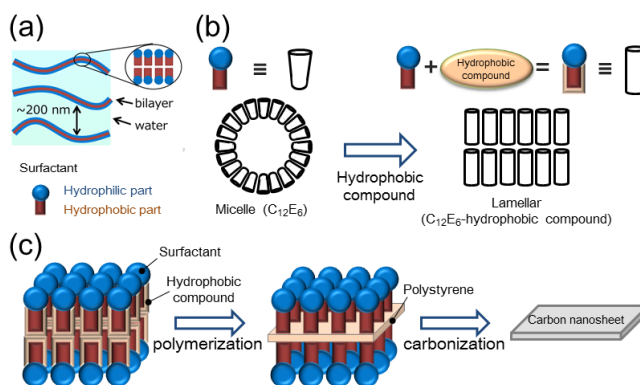 (a)
~200 nm
bilayer
water
Surfactant
Hydrophilic part
Hydrophobic part
(b)
≡
+
Hydrophobic
compound
=
≡
Micelle (C₁₂E₆)
Hydrophobic
compound
Lamellar
(C₁₂E₆-hydrophobic compound)
(c)
Surfactant
Hydrophobic
compound
polymerization
Polystyrene
carbonization
Carbon nanosheet